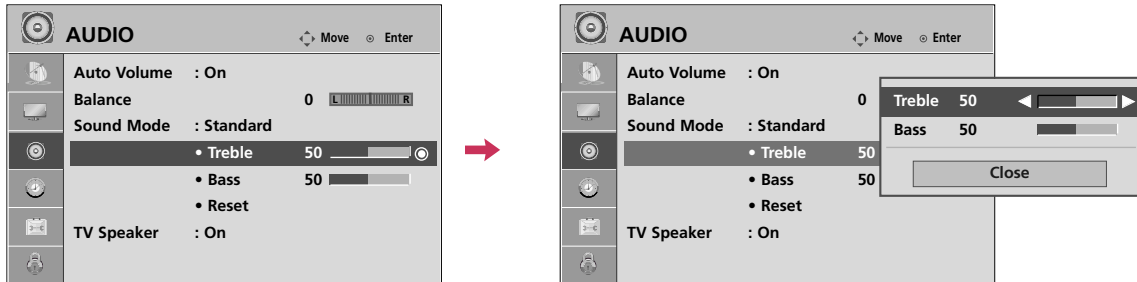 AUDIO
Move Enter
Auto Volume : On
Balance 0 L R
Sound Mode : Standard
• Treble 50
• Bass 50
• Reset
TV Speaker : On
AUDIO
Move Enter
Auto Volume : On
Balance 0
Sound Mode : Standard
• Treble 50
• Bass 50
• Reset
TV Speaker : On
Treble 50
Bass 50
Close